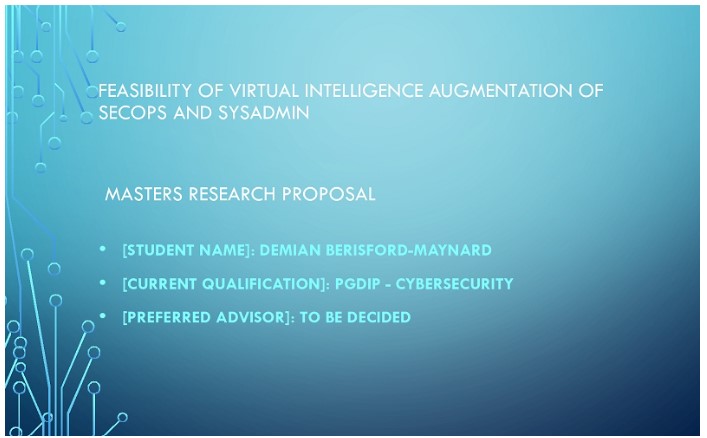 FEASIBILITY OF VIRTUAL INTELLIGENCE AUGMENTATION OF
SECOPS AND SYSADMIN
MASTERS RESEARCH PROPOSAL
• [STUDENT NAME]: DEMIAN BERISFORD-MAYNARD
• [CURRENT QUALIFICATION]: PGDIP - CYBERSECURITY
• [PREFERRED ADVISOR]: TO BE DECIDED